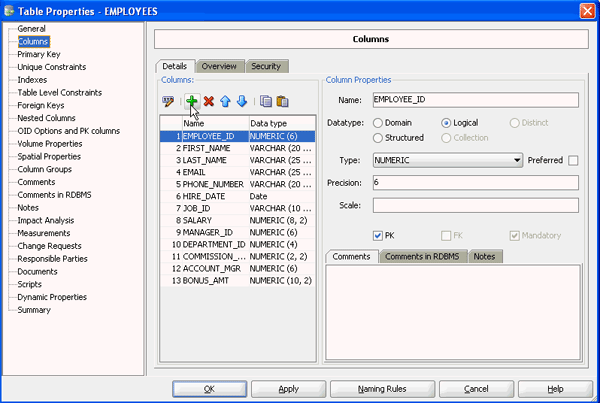 Table Properties - EMPLOYEES
General
Columns
Primary Key
Unique Constraints
Indexes
Table Level Constraints
Foreign Keys
Nested Columns
OID Options and PK columns
Volume Properties
Spatial Properties
Column Groups
Comments
Comments in RDBMS
Notes
Impact Analysis
Measurements
Change Requests
Responsible Parties
Documents
Scripts
Dynamic Properties
Summary
Columns
Details Overview Security
Columns:
Name Data type
1 EMPLOYEE_ID NUMERIC (6)
2 FIRST_NAME VARCHAR (20 ...
3 LAST_NAME VARCHAR (25 ...
4 EMAIL VARCHAR (25 ...
5 PHONE_NUMBER VARCHAR (20 ...
6 HIRE_DATE Date
7 JOB_ID VARCHAR (10 ...
8 SALARY NUMERIC (8, 2)
9 MANAGER_ID NUMERIC (6)
10 DEPARTMENT_ID NUMERIC (4)
11 COMMISSION_... NUMERIC (2, 2)
12 ACCOUNT_MGR NUMERIC (6)
13 BONUS_AMT NUMERIC (10, 2)
Column Properties
Name: EMPLOYEE_ID
Datatype: Domain Logical Distinct
Structured Collection
Type: NUMERIC Preferred
Precision: 6
Scale:
PK FK Mandatory
Comments Comments in RDBMS Notes
OK Apply Naming Rules Cancel Help